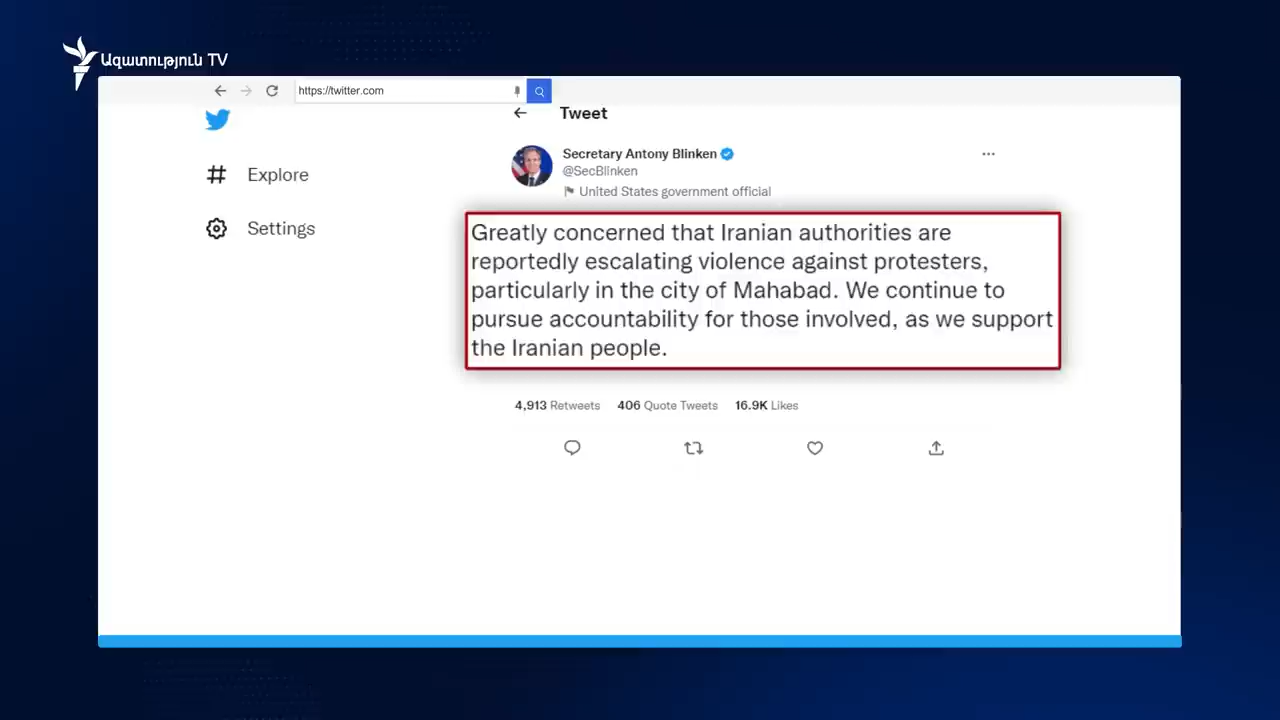 Ազատություն TV
https://twitter.com
Tweet
Secretary Antony Blinken
@SecBlinken
United States government official
Explore
Settings
Greatly concerned that Iranian authorities are
reportedly escalating violence against protesters,
particularly in the city of Mahabad. We continue to
pursue accountability for those involved, as we support
the Iranian people.
4,913 Retweets 406 Quote Tweets 16.9K Likes